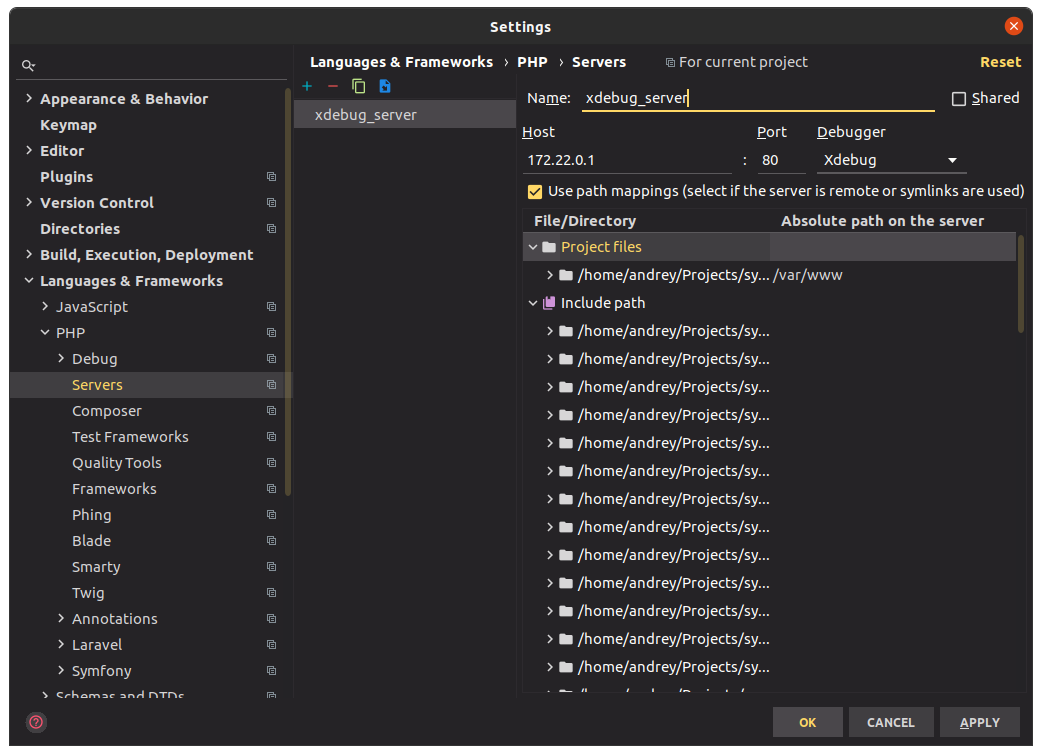 Settings
Languages & Frameworks › PHP › Servers
For current project
Reset
Appearance & Behavior
Keymap
Editor
Plugins
Version Control
Directories
Build, Execution, Deployment
Languages & Frameworks
JavaScript
PHP
Debug
Servers
Composer
Test Frameworks
Quality Tools
Frameworks
Phing
Blade
Smarty
Twig
Annotations
Laravel
Symfony
Schemas and DTDs
xdebug_server
Name: xdebug_server
Shared
Host Port Debugger
172.22.0.1 : 80 Xdebug
Use path mappings (select if the server is remote or symlinks are used)
File/Directory Absolute path on the server
Project files
/home/andrey/Projects/sy... /var/www
Include path
/home/andrey/Projects/sy...
/home/andrey/Projects/sy...
/home/andrey/Projects/sy...
/home/andrey/Projects/sy...
/home/andrey/Projects/sy...
/home/andrey/Projects/sy...
/home/andrey/Projects/sy...
/home/andrey/Projects/sy...
/home/andrey/Projects/sy...
/home/andrey/Projects/sy...
/home/andrey/Projects/sy...
/home/andrey/Projects/sy...
/home/andrey/Projects/sy...
?
OK CANCEL APPLY